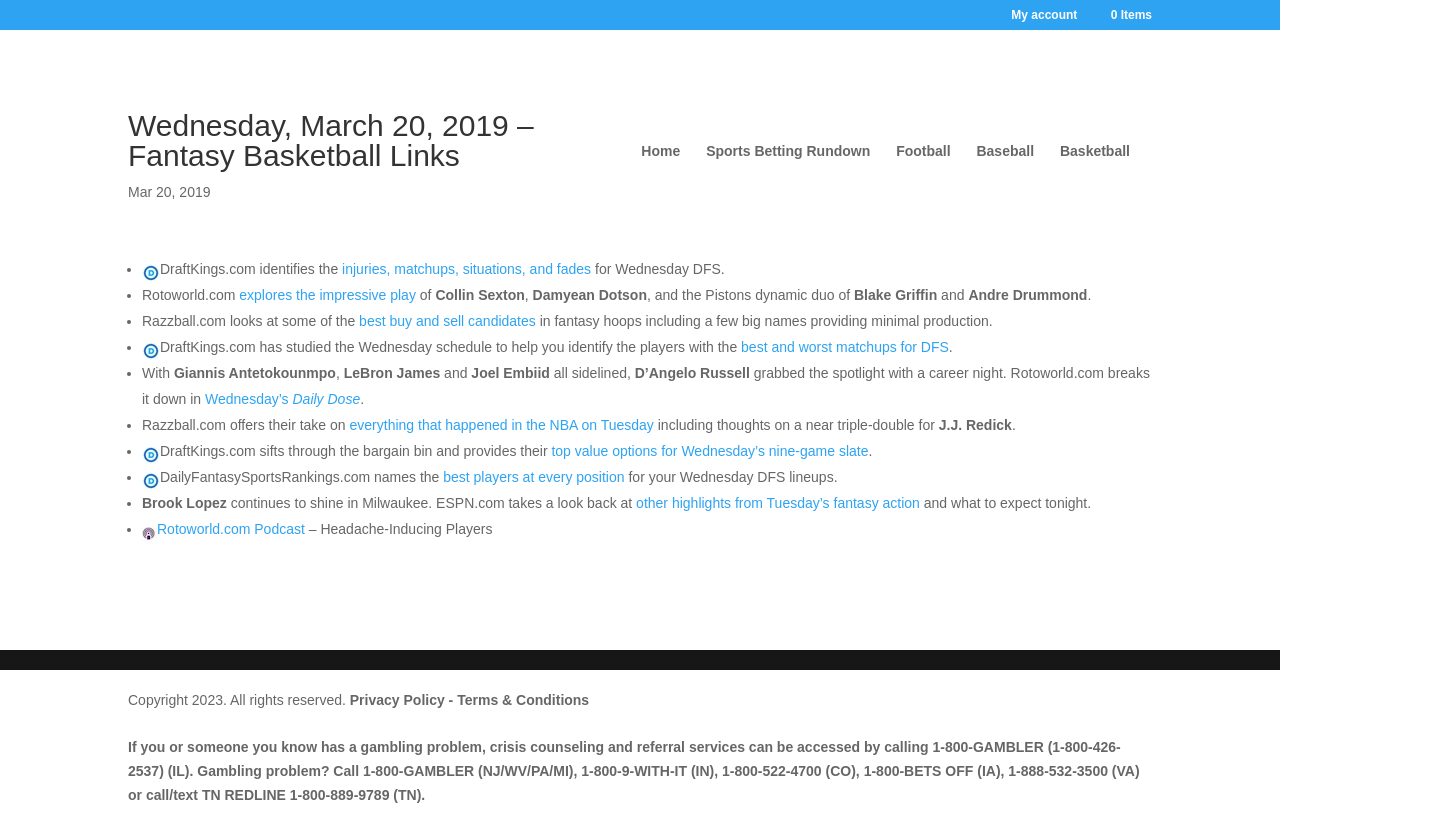 My account 0 Items
Wednesday, March 20, 2019 –
Fantasy Basketball Links
Home Sports Betting Rundown Football Baseball Basketball
Mar 20, 2019
DraftKings.com identifies the injuries, matchups, situations, and fades for Wednesday DFS.
Rotoworld.com explores the impressive play of Collin Sexton, Damyean Dotson, and the Pistons dynamic duo of Blake Griffin and Andre Drummond.
Razzball.com looks at some of the best buy and sell candidates in fantasy hoops including a few big names providing minimal production.
DraftKings.com has studied the Wednesday schedule to help you identify the players with the best and worst matchups for DFS.
With Giannis Antetokounmpo, LeBron James and Joel Embiid all sidelined, D’Angelo Russell grabbed the spotlight with a career night. Rotoworld.com breaks
it down in Wednesday’s Daily Dose.
Razzball.com offers their take on everything that happened in the NBA on Tuesday including thoughts on a near triple-double for J.J. Redick.
DraftKings.com sifts through the bargain bin and provides their top value options for Wednesday’s nine-game slate.
DailyFantasySportsRankings.com names the best players at every position for your Wednesday DFS lineups.
Brook Lopez continues to shine in Milwaukee. ESPN.com takes a look back at other highlights from Tuesday’s fantasy action and what to expect tonight.
Rotoworld.com Podcast – Headache-Inducing Players
Copyright 2023. All rights reserved. Privacy Policy - Terms & Conditions
If you or someone you know has a gambling problem, crisis counseling and referral services can be accessed by calling 1-800-GAMBLER (1-800-426-
2537) (IL). Gambling problem? Call 1-800-GAMBLER (NJ/WV/PA/MI), 1-800-9-WITH-IT (IN), 1-800-522-4700 (CO), 1-800-BETS OFF (IA), 1-888-532-3500 (VA)
or call/text TN REDLINE 1-800-889-9789 (TN).